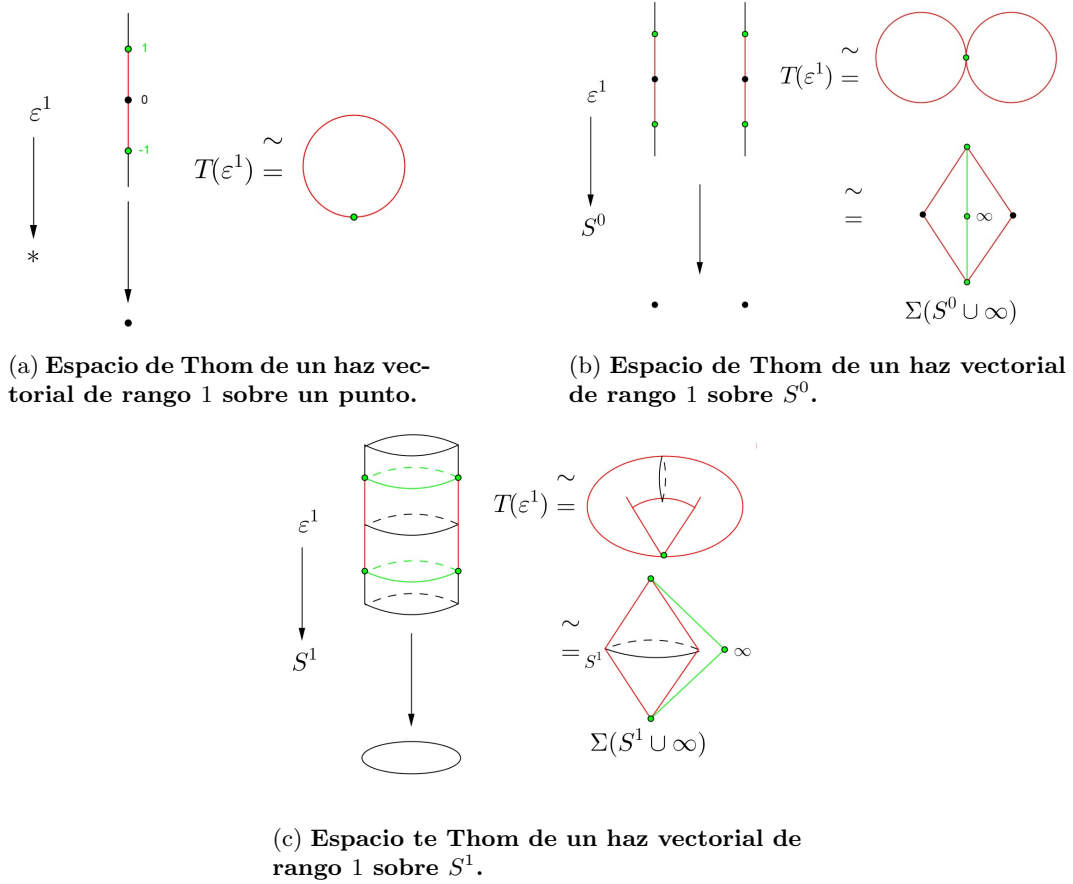 1
0
-1
ε¹
*
T(ε¹) ≅
(a) Espacio de Thom de un haz vec-
torial de rango 1 sobre un punto.
ε¹
S⁰
T(ε¹) ≅
≅
∞
Σ(S⁰ ∪ ∞)
(b) Espacio de Thom de un haz vectorial
de rango 1 sobre S⁰.
ε¹
S¹
T(ε¹) ≅
≅
S¹
∞
Σ(S¹ ∪ ∞)
(c) Espacio te Thom de un haz vectorial de
rango 1 sobre S¹.